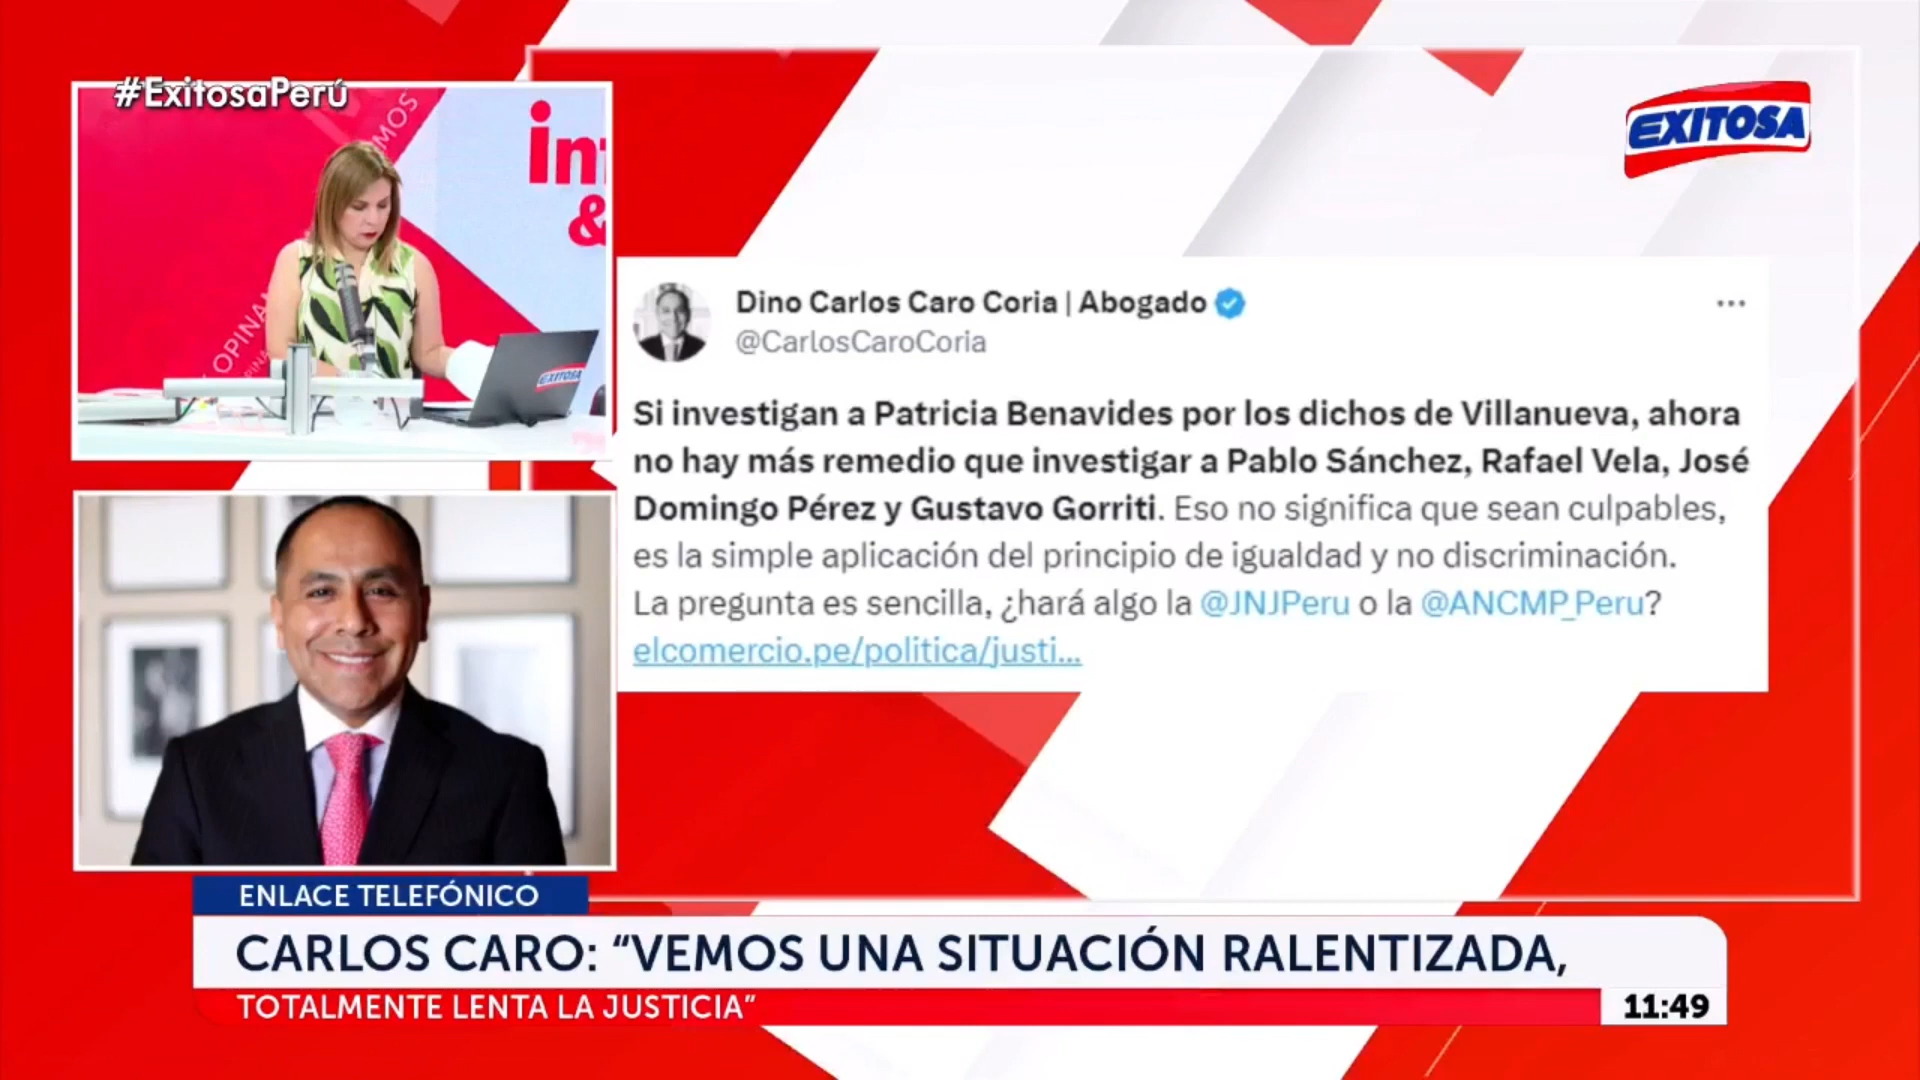 #ExitosaPerú
MOS
OPINA
in
&
EXITOSA
EXITOSA
Dino Carlos Caro Coria | Abogado
@CarlosCaroCoria
Si investigan a Patricia Benavides por los dichos de Villanueva, ahora
no hay más remedio que investigar a Pablo Sánchez, Rafael Vela, José
Domingo Pérez y Gustavo Gorriti. Eso no significa que sean culpables,
es la simple aplicación del principio de igualdad y no discriminación.
La pregunta es sencilla, ¿hará algo la @JNJPeru o la @ANCMP_Peru?
elcomercio.pe/politica/justi...
ENLACE TELEFÓNICO
CARLOS CARO: “VEMOS UNA SITUACIÓN RALENTIZADA,
TOTALMENTE LENTA LA JUSTICIA”
11:49